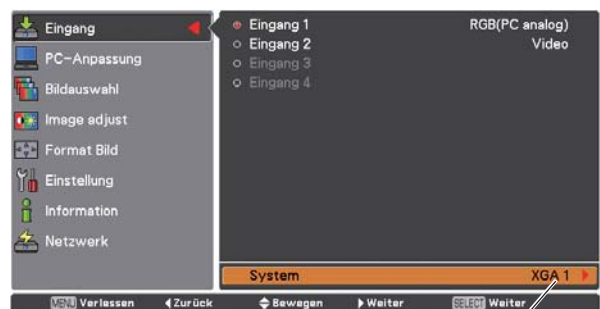 Eingang
PC-Anpassung
Bildauswahl
Image adjust
Format Bild
Einstellung
Information
Netzwerk
Eingang 1 RGB(PC analog)
Eingang 2 Video
Eingang 3
Eingang 4
System XGA 1
MENU Verlassen Zurück Bewegen Weiter SELECT Weiter